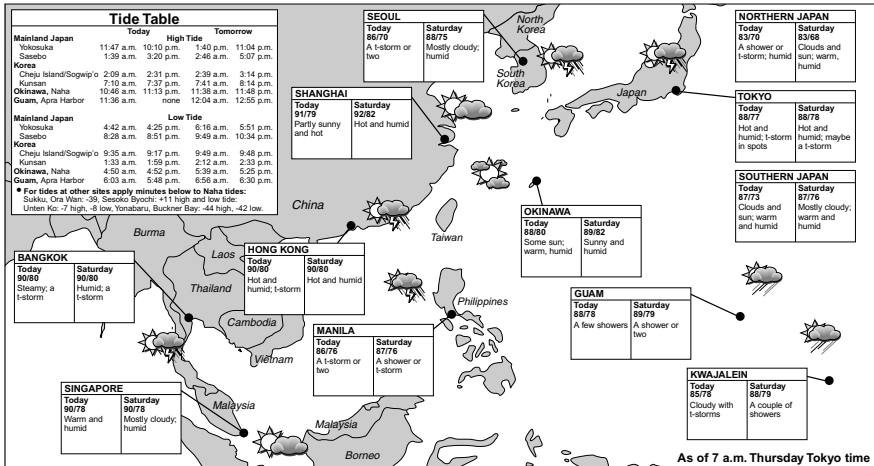 Tide Table
Today Tomorrow
Mainland Japan High Tide
Yokosuka 11:47 a.m. 10:10 p.m. 1:40 p.m. 11:04 p.m.
Sasebo 1:39 a.m. 3:20 p.m. 2:46 a.m. 5:07 p.m.
Korea
Cheju Island/Sogwip'o 2:09 a.m. 2:31 p.m. 2:39 a.m. 3:14 p.m.
Kunsan 7:10 a.m. 7:37 p.m. 7:41 a.m. 8:14 p.m.
Okinawa, Naha 10:46 a.m. 11:13 p.m. 11:38 a.m. 11:48 p.m.
Guam, Apra Harbor 11:36 a.m. none 12:04 a.m. 12:55 p.m.
Mainland Japan Low Tide
Yokosuka 4:42 a.m. 4:25 p.m. 6:16 a.m. 5:51 p.m.
Sasebo 8:28 a.m. 8:51 p.m. 9:49 a.m. 10:34 p.m.
Korea
Cheju Island/Sogwip'o 9:35 a.m. 9:17 p.m. 9:49 a.m. 9:48 p.m.
Kunsan 1:33 a.m. 1:59 p.m. 2:12 a.m. 2:33 p.m.
Okinawa, Naha 4:50 a.m. 4:52 p.m. 5:39 a.m. 5:25 p.m.
Guam, Apra Harbor 6:03 a.m. 5:48 p.m. 6:56 a.m. 6:30 p.m.
• For tides at other sites apply minutes below to Naha tides:
Sukku, Ora Wan: -39, Sesoko Byochi: +11 high and low tide:
Unten Ko: -7 high, -8 low, Yonabaru, Buckner Bay: -44 high, -42 low.
SEOUL
Today
86/70
A t-storm or
two
Saturday
88/75
Mostly cloudy;
humid
North
Korea
South
Korea
NORTHERN JAPAN
Today
83/70
A shower or
t-storm; humid
Saturday
83/68
Clouds and
sun; warm,
humid
Japan
SHANGHAI
Today
91/79
Partly sunny
and hot
Saturday
92/82
Hot and humid
TOKYO
Today
88/77
Hot and
humid; t-storm
in spots
Saturday
88/78
Hot and
humid; maybe
a t-storm
SOUTHERN JAPAN
Today
87/73
Clouds and
sun; warm
and humid
Saturday
87/76
Mostly cloudy;
warm and
humid
China
Taiwan
OKINAWA
Today
88/80
Some sun;
warm, humid
Saturday
89/82
Sunny and
humid
Burma
Laos
Thailand
Cambodia
Vietnam
BANGKOK
Today
90/80
Steamy; a
t-storm
Saturday
90/80
Humid; a
t-storm
HONG KONG
Today
90/80
Hot and
humid; t-storm
Saturday
90/80
Hot and humid
Philippines
GUAM
Today
88/78
A few showers
Saturday
89/79
A shower or
two
MANILA
Today
86/76
A t-storm or
two
Saturday
87/76
A shower or
t-storm
KWAJALEIN
Today
85/78
Cloudy with
t-storms
Saturday
88/79
A couple of
showers
SINGAPORE
Today
90/78
Warm and
humid
Saturday
90/78
Mostly cloudy;
humid
Malaysia
Malaysia
Borneo
As of 7 a.m. Thursday Tokyo time